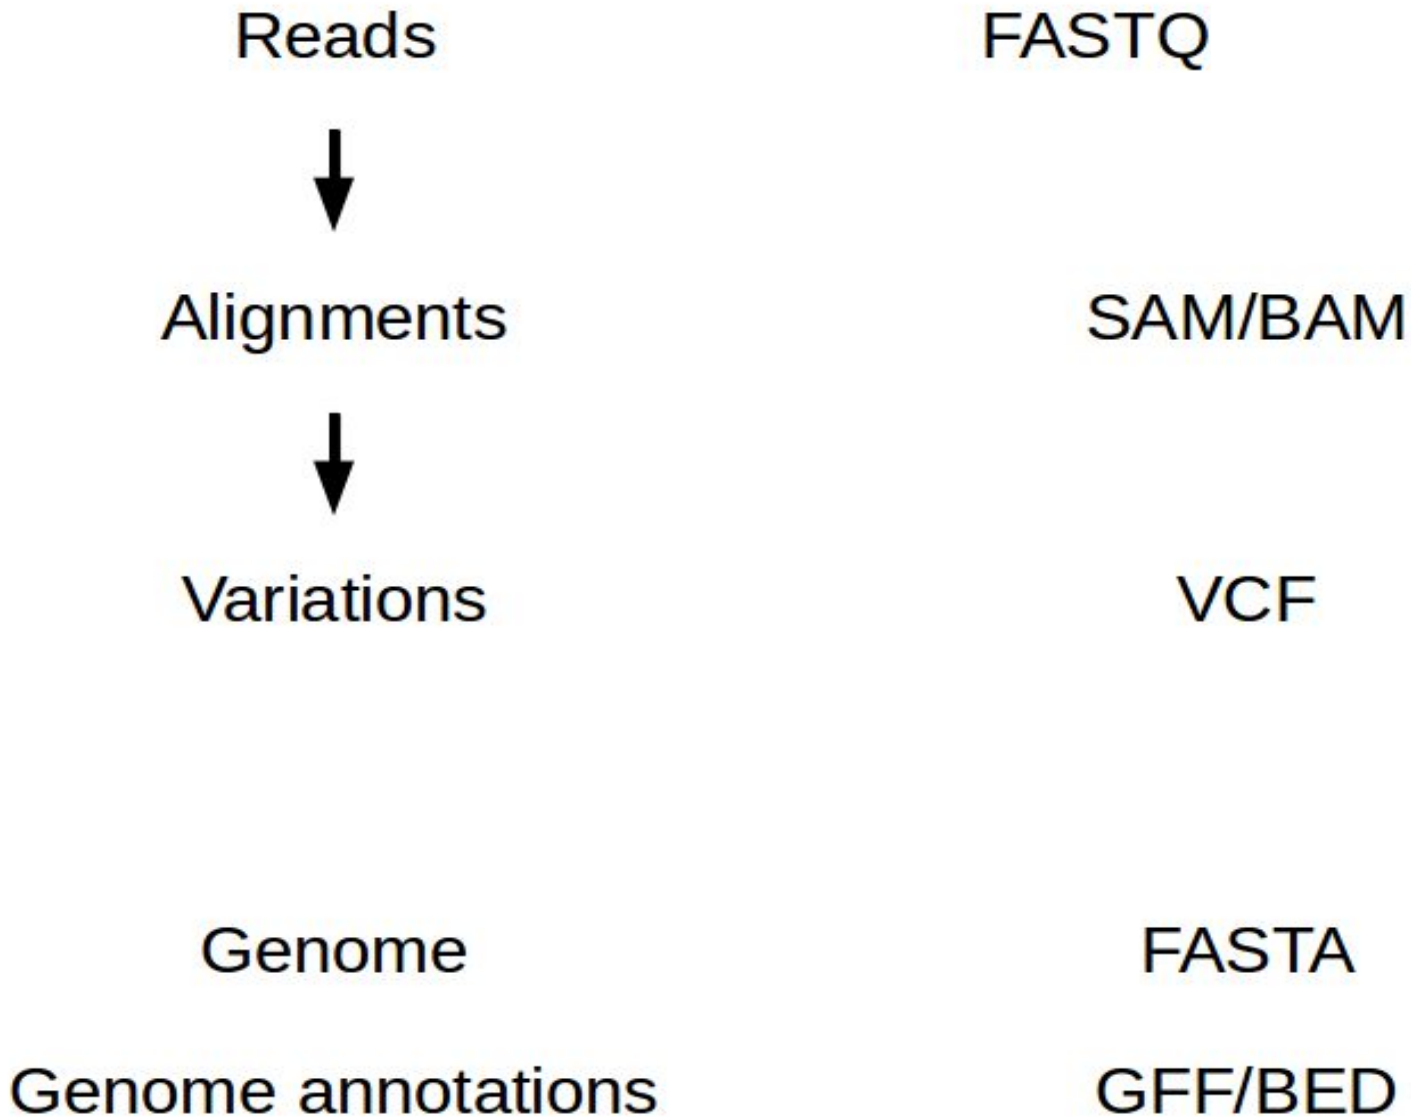 Reads FASTQ
Alignments SAM/BAM
Variations VCF
Genome FASTA
Genome annotations GFF/BED